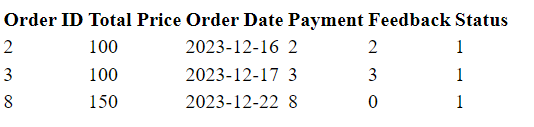 Order ID Total Price Order Date Payment Feedback Status
2 100 2023-12-16 2 2 1
3 100 2023-12-17 3 3 1
8 150 2023-12-22 8 0 1